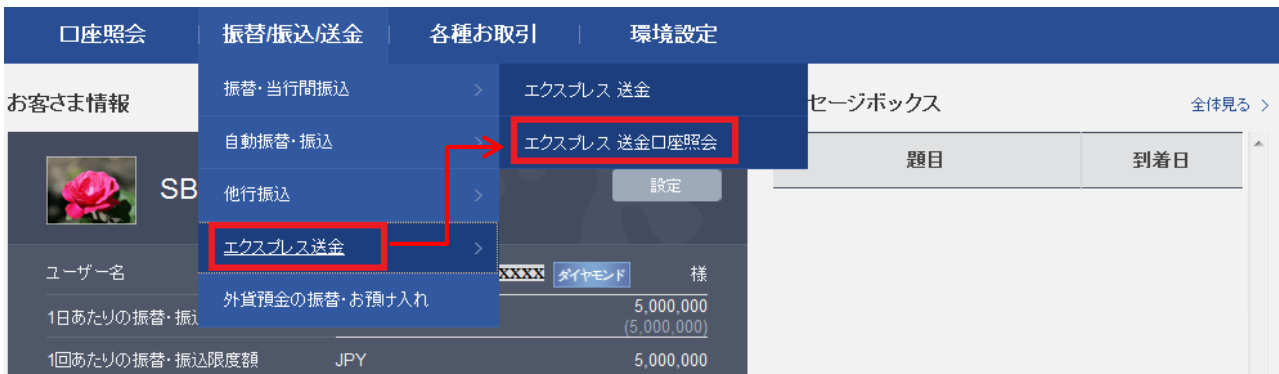 口座照会 振替/振込/送金 各種お取引 環境設定
お客さま情報
振替・当行間振込
自動振替・振込
他行振込
エクスプレス送金
外貨預金の振替・お預け入れ
エクスプレス 送金
エクスプレス 送金口座照会
セージボックス 全体見る
題目 到着日
SB
設定
ユーザー名 XXXX ダイヤモンド 様
1日あたりの振替・振込 5,000,000
(5,000,000)
1回あたりの振替・振込限度額 JPY 5,000,000